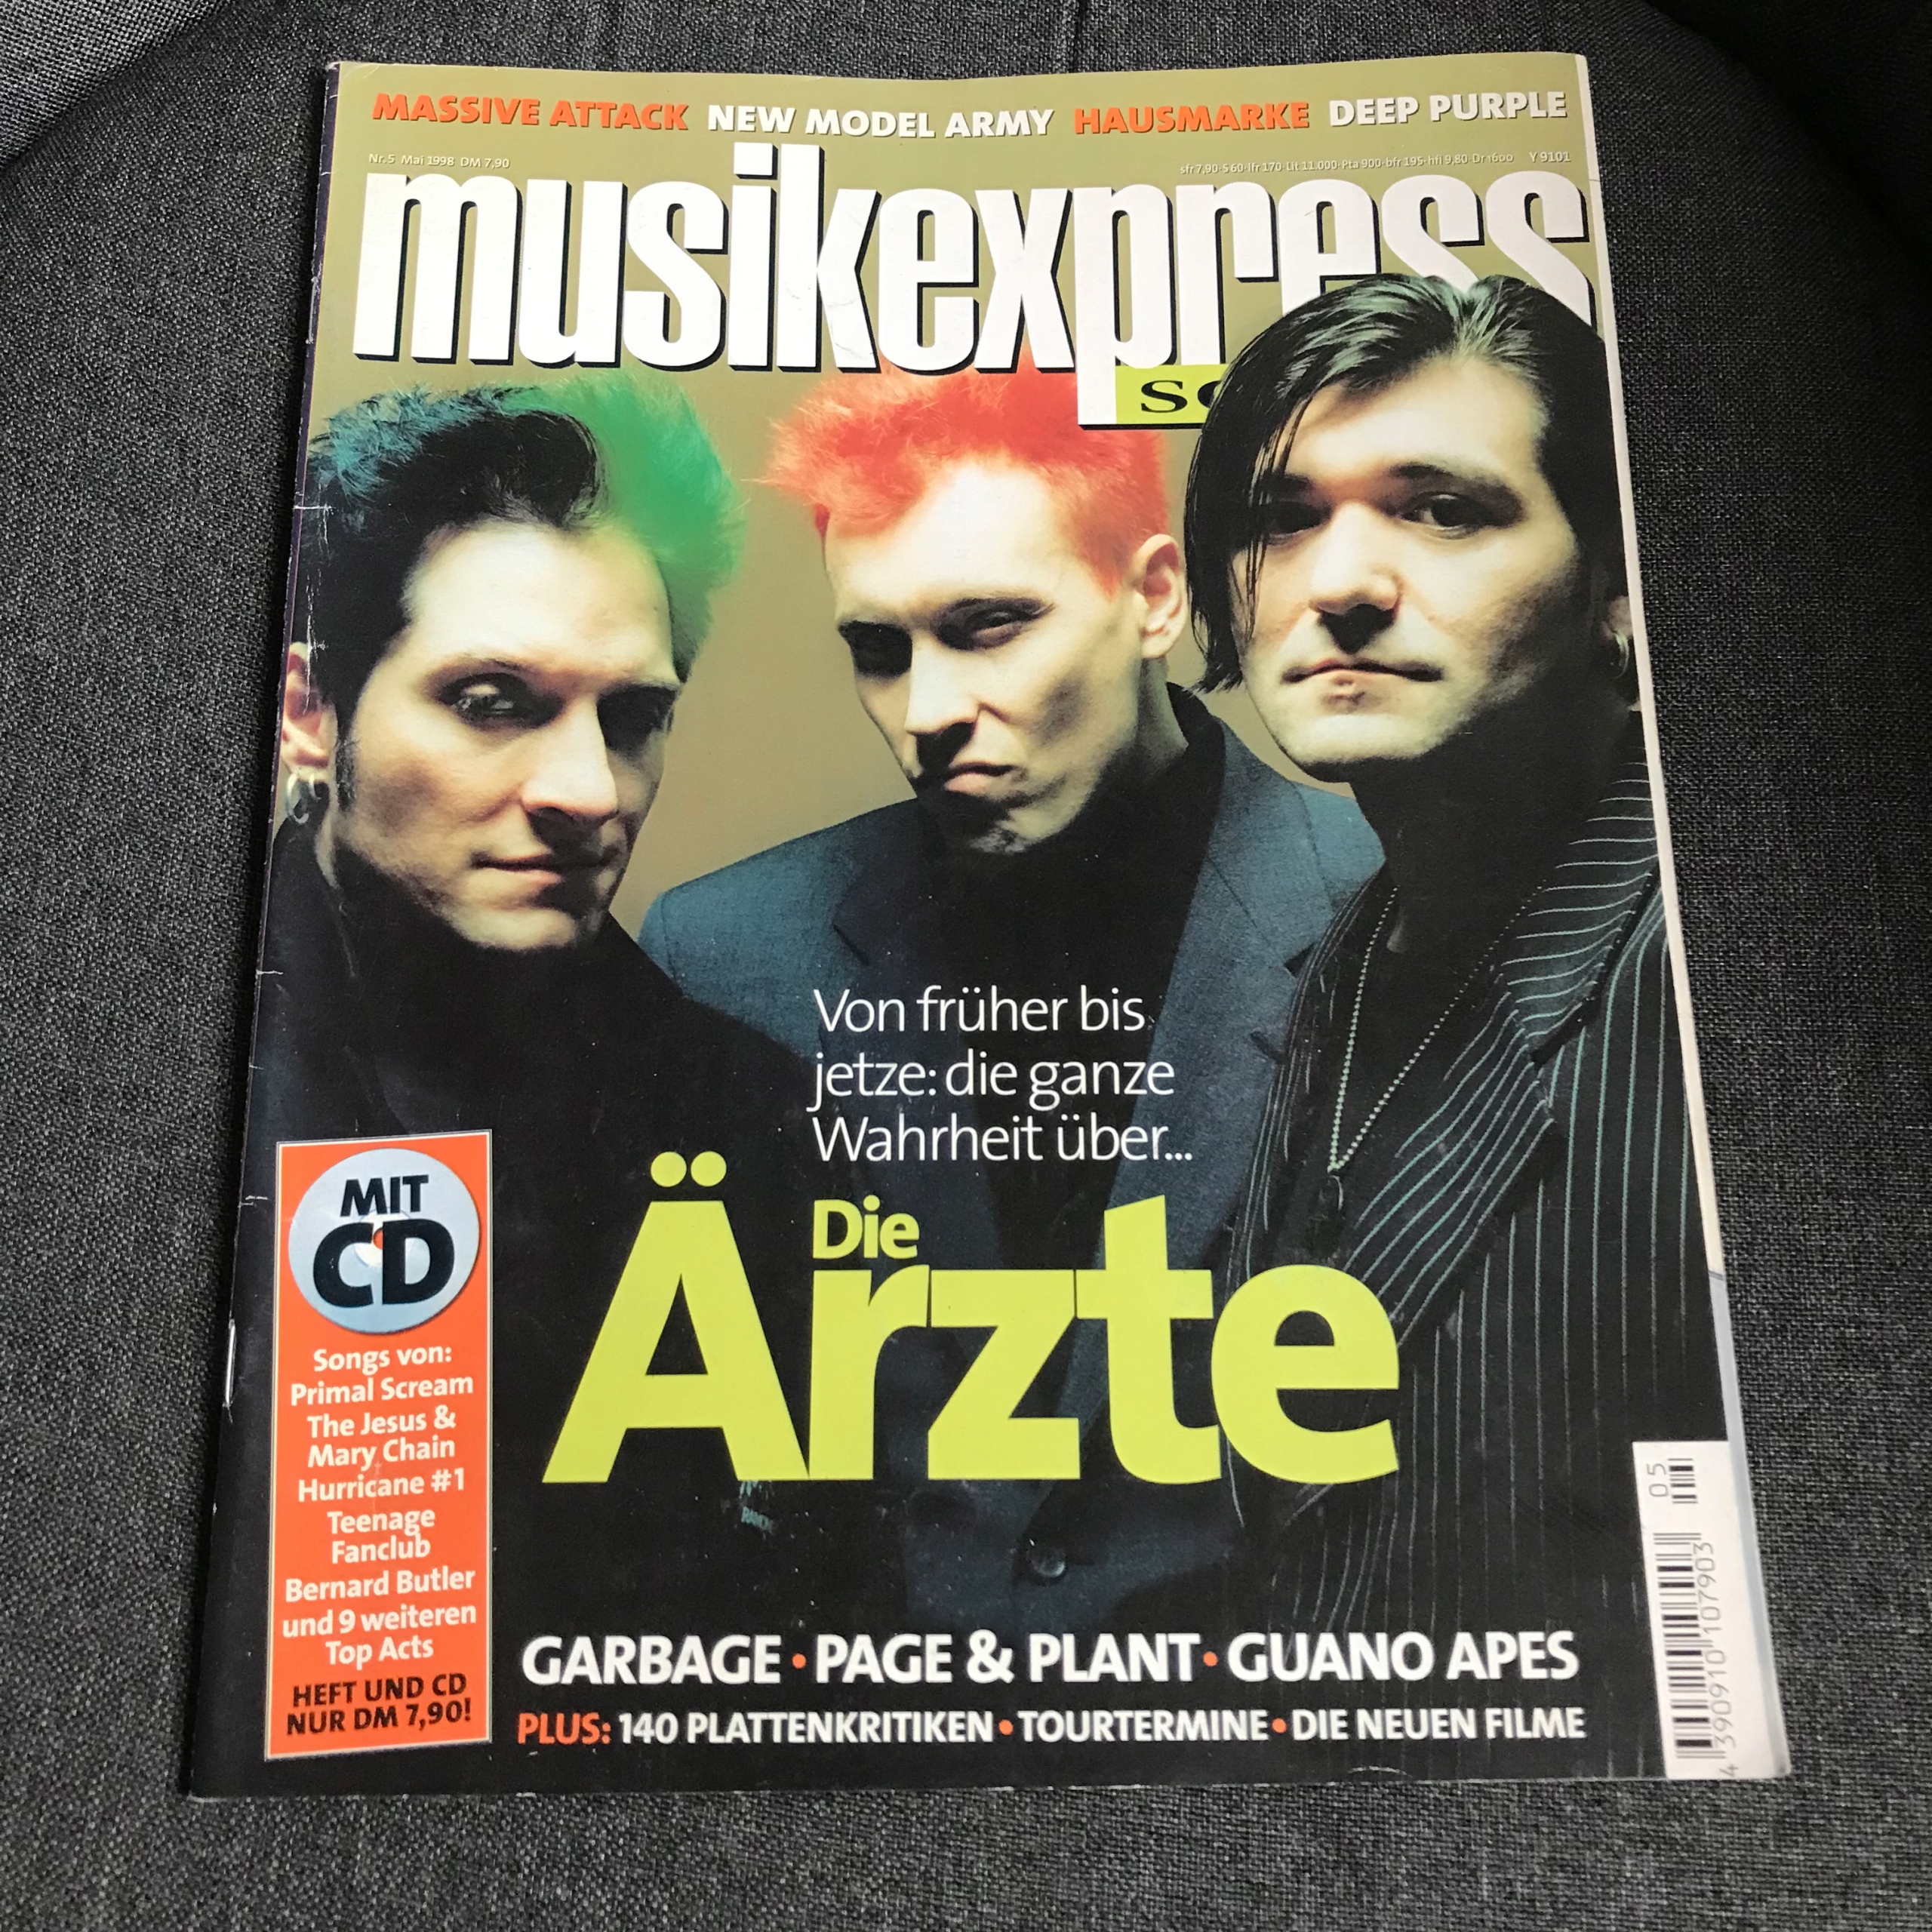 MASSIVE ATTACK NEW MODEL ARMY HAUSMARKE DEEP PURPLE
Nr. 5 Mai 1998 DM 7,90
sfr 7,90·S 60·lfr 170·Lit 11.000·Pta 900·bfr 195·hfl 9,80·Dr 1600 Y 9101
musikexpress
Von früher bis
jetze: die ganze
Wahrheit über...
Die
Ärzte
MIT
CD
Songs von:
Primal Scream
The Jesus &
Mary Chain
Hurricane #1
Teenage
Fanclub
Bernard Butler
und 9 weiteren
Top Acts
HEFT UND CD
NUR DM 7,90!
GARBAGE • PAGE & PLANT • GUANO APES
PLUS: 140 PLATTENKRITIKEN • TOURTERMINE • DIE NEUEN FILME
05
4 390910 107903